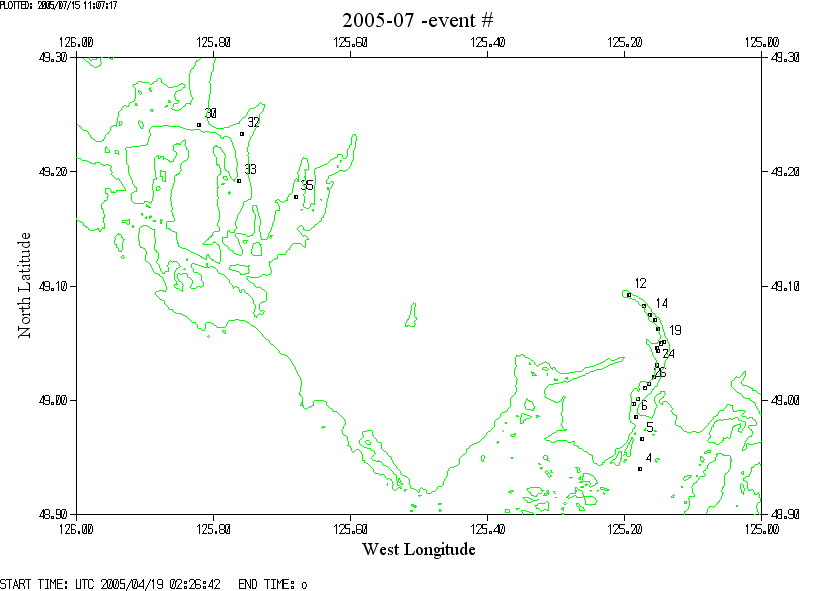 PLOTTED: 2005/07/15 11:07:17
2005-07 -event #
126.00 125.80 125.60 125.40 125.20 125.00
49.30 49.30
32
49.20 33 49.20
35
North Latitude
49.10 12 49.10
14
19
24
26
49.00 49.00
6
5
4
48.90 48.90
126.00 125.80 125.60 125.40 125.20 125.00
West Longitude
START TIME: UTC 2005/04/19 02:26:42 END TIME: o